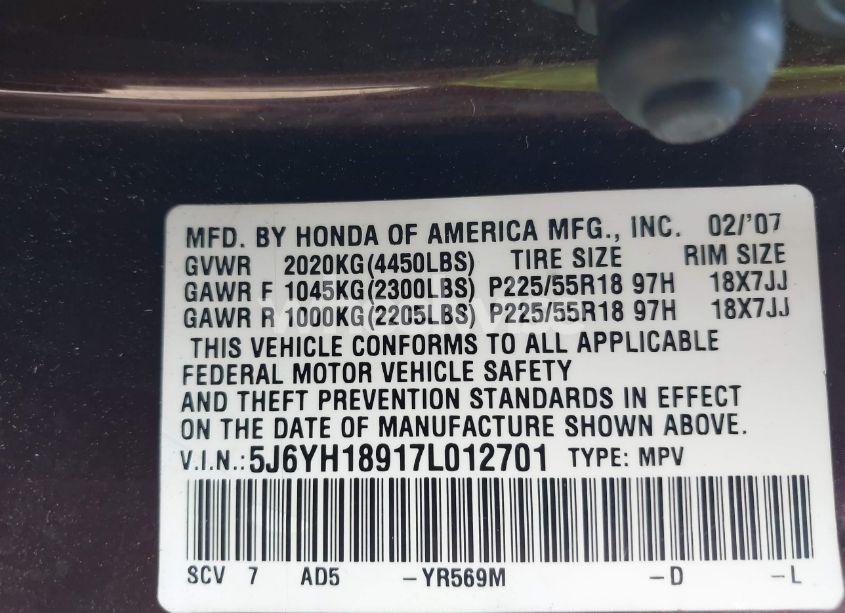 MFD. BY HONDA OF AMERICA MFG., INC. 02/'07
GVWR 2020KG(4450LBS) TIRE SIZE RIM SIZE
GAWR F 1045KG(2300LBS) P225/55R18 97H 18X7JJ
GAWR R 1000KG(2205LBS) P225/55R18 97H 18X7JJ
THIS VEHICLE CONFORMS TO ALL APPLICABLE
FEDERAL MOTOR VEHICLE SAFETY
AND THEFT PREVENTION STANDARDS IN EFFECT
ON THE DATE OF MANUFACTURE SHOWN ABOVE.
V.I.N.: 5J6YH18917L012701 TYPE: MPV
SCV 7 AD5 -YR569M -D -L